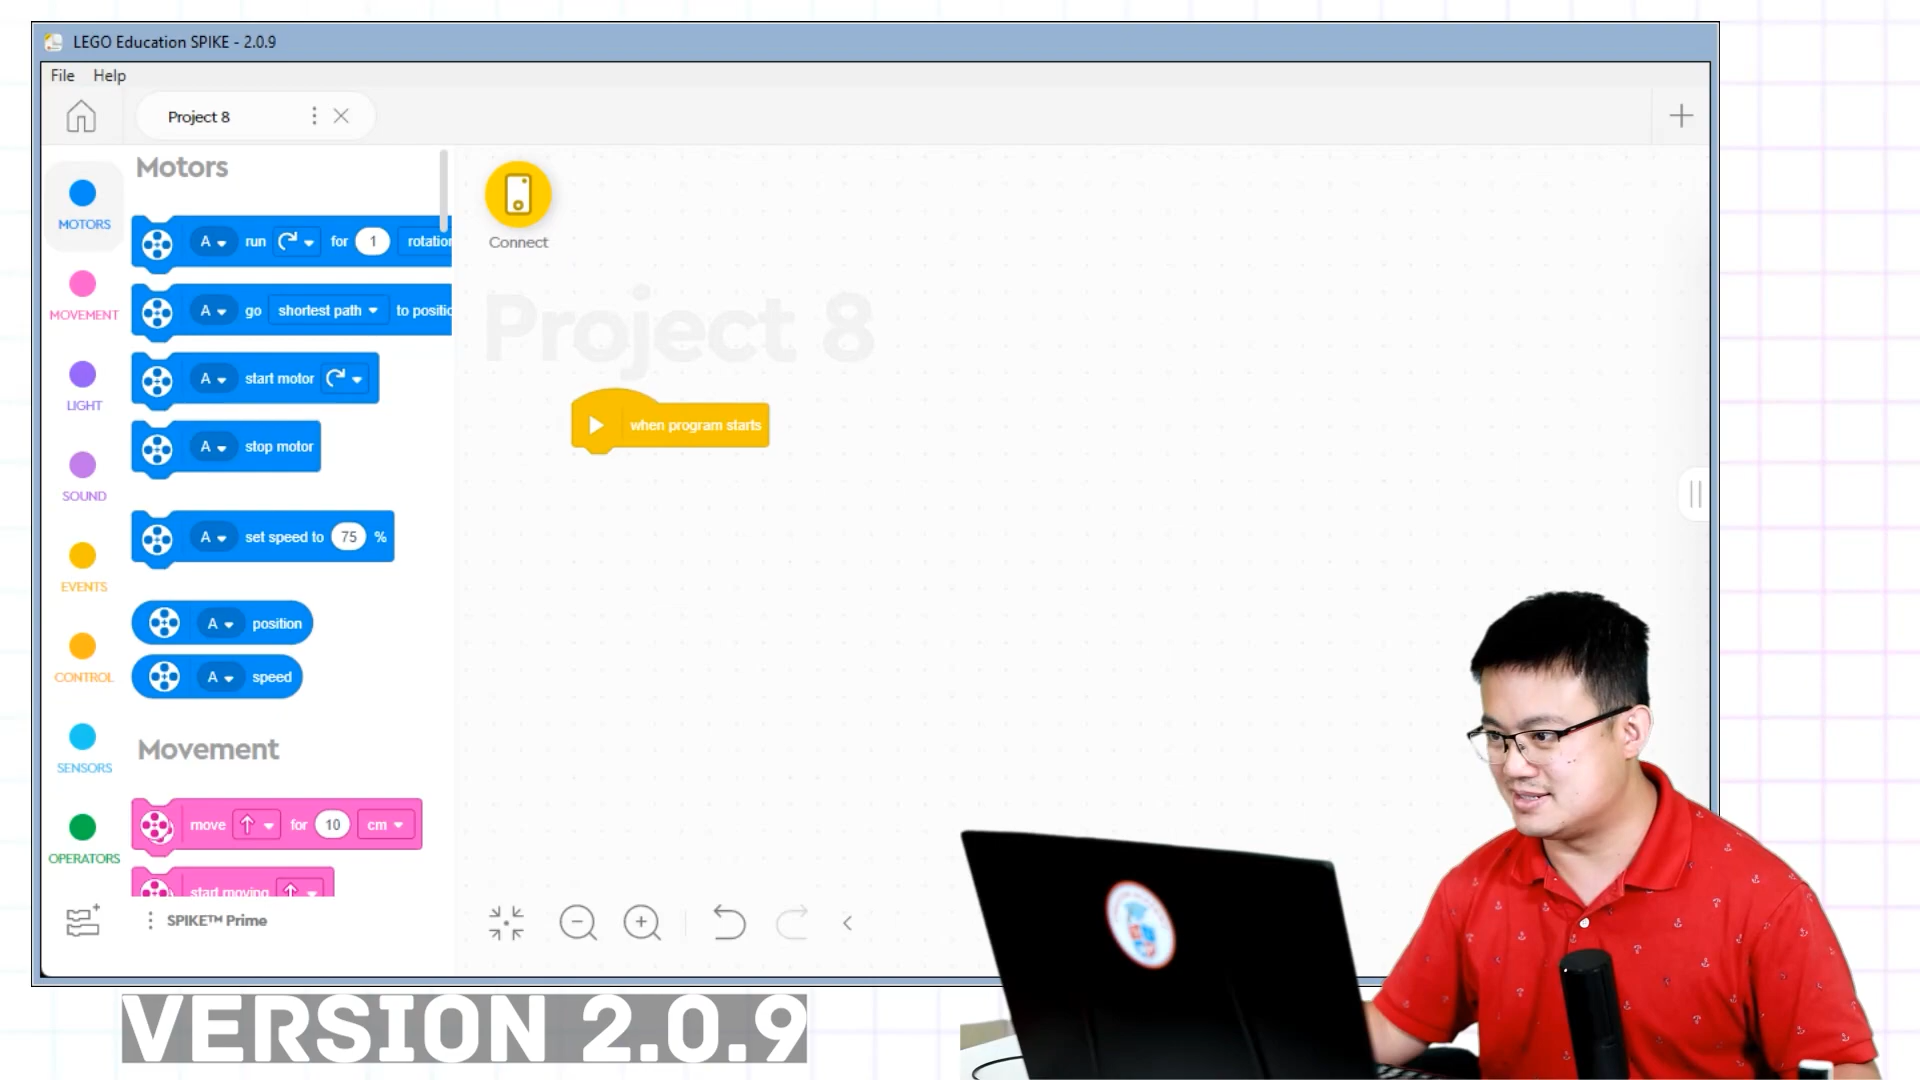 LEGO Education SPIKE - 2.0.9
File Help
Project 8
Motors
MOTORS
MOVEMENT
LIGHT
SOUND
EVENTS
CONTROL
SENSORS
OPERATORS
A run for 1
A go shortest path to
A start motor
A stop motor
A set speed to 75 %
A position
A speed
Movement
move for 10 cm
start moving
SPIKE™ Prime
Connect
Project 8
when program starts
VERSION 2.0.9